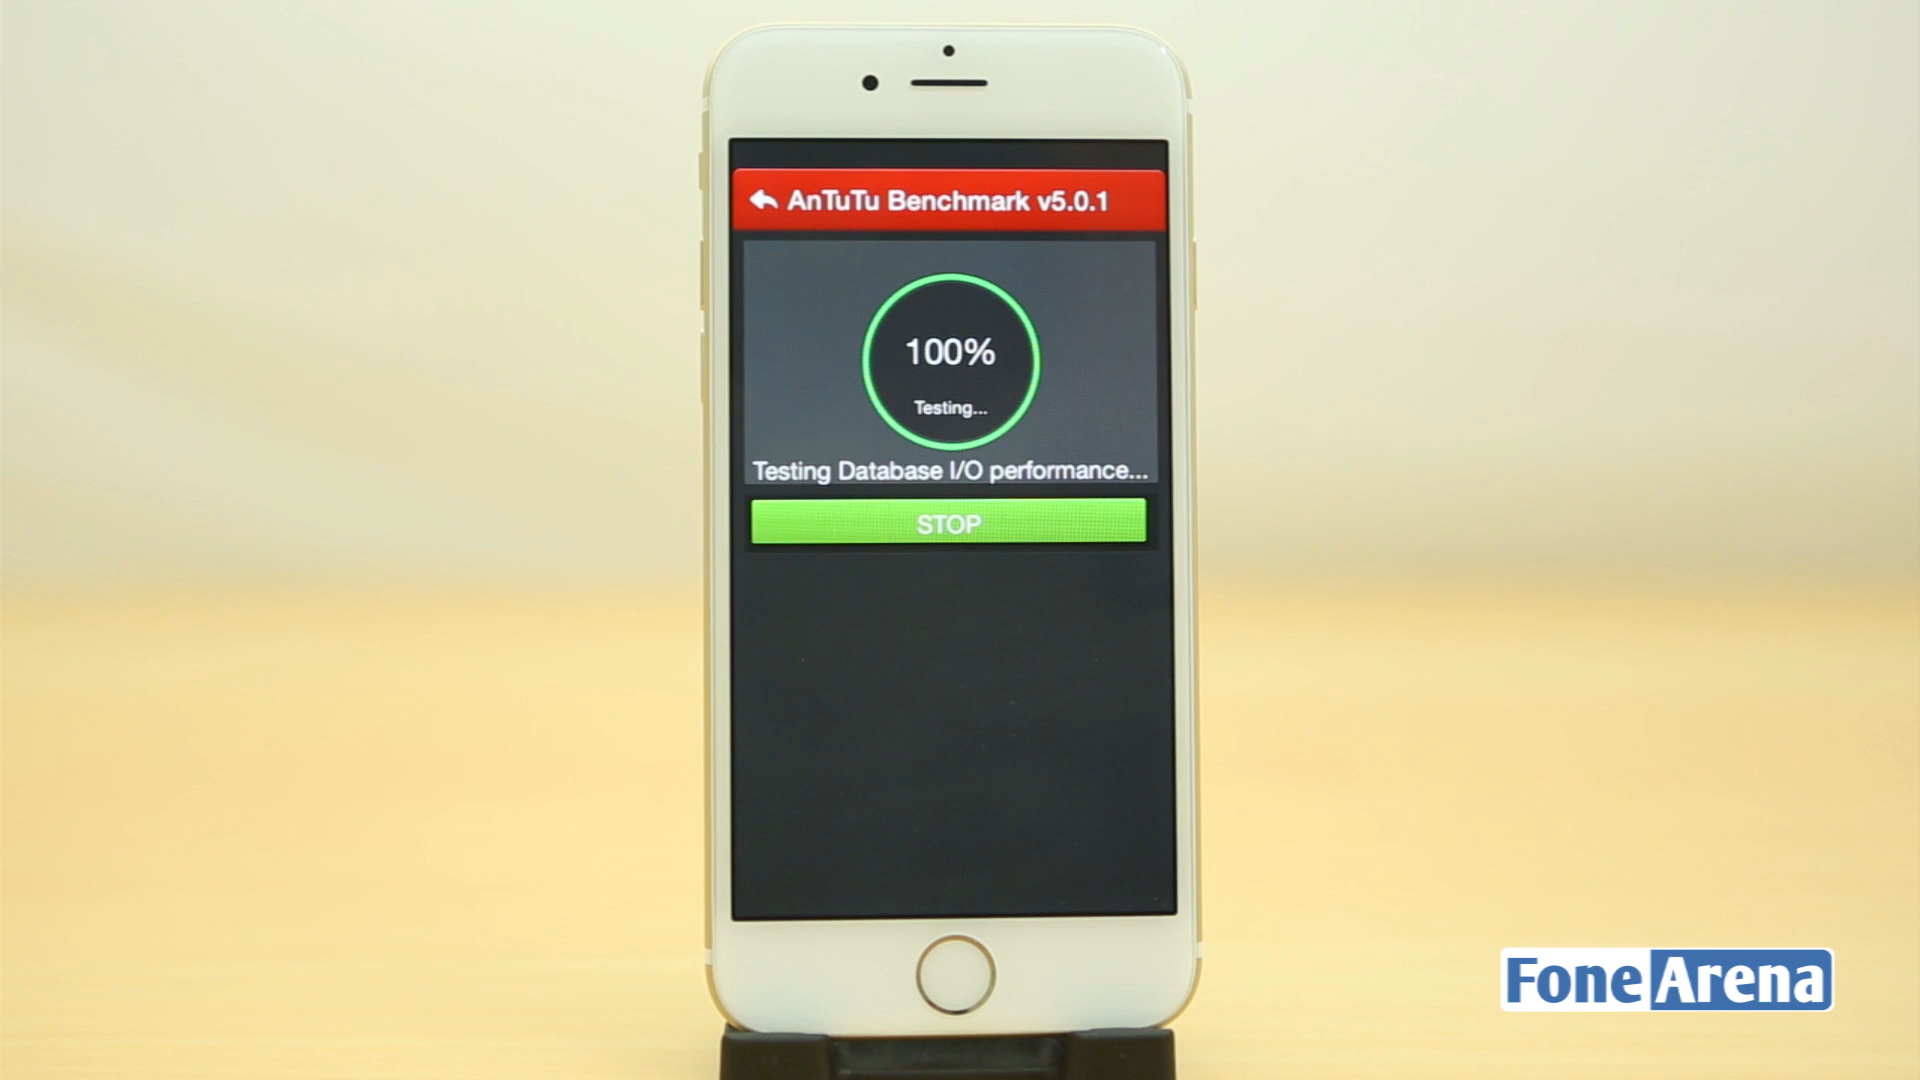 AnTuTu Benchmark v5.0.1
100%
Testing...
Testing Database I/O performance...
STOP
FoneArena